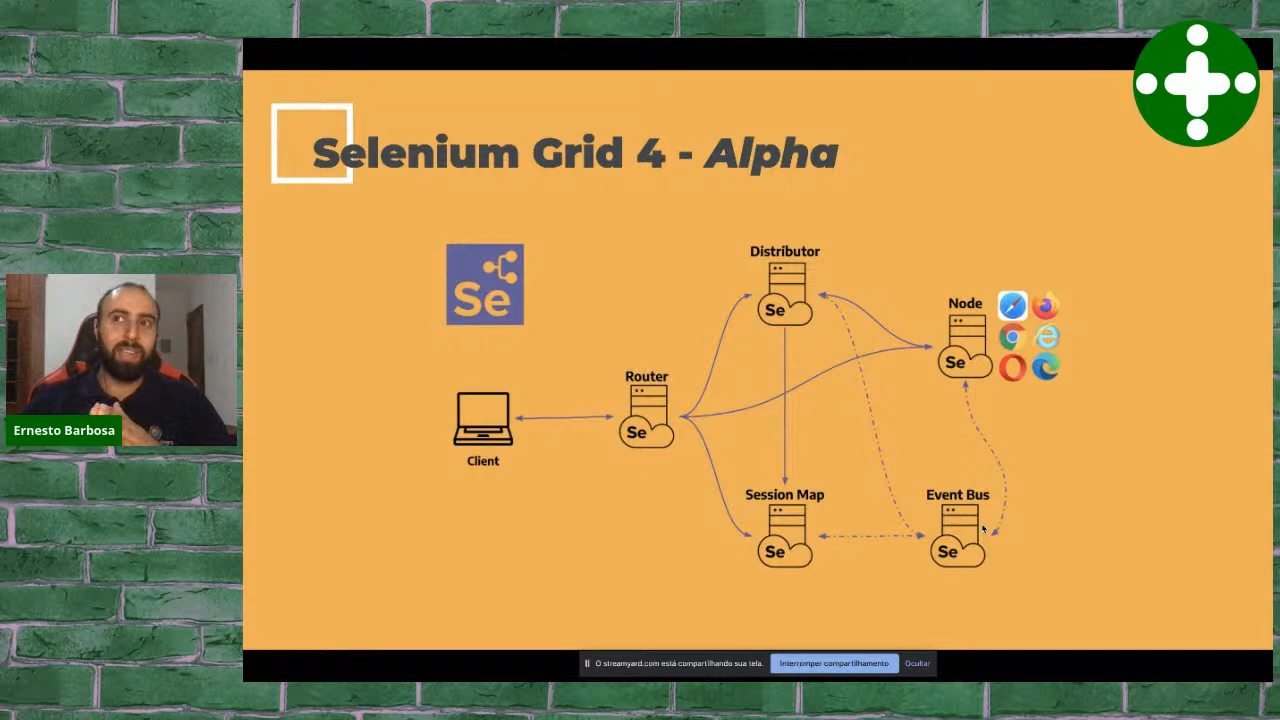 Selenium Grid 4 - Alpha
Se
Distributor
Se
Node
Se
Router
Se
Client
Session Map
Se
Event Bus
Se
Ernesto Barbosa
O streamyard.com está compartilhando sua tela.
Interromper compartilhamento
Ocultar